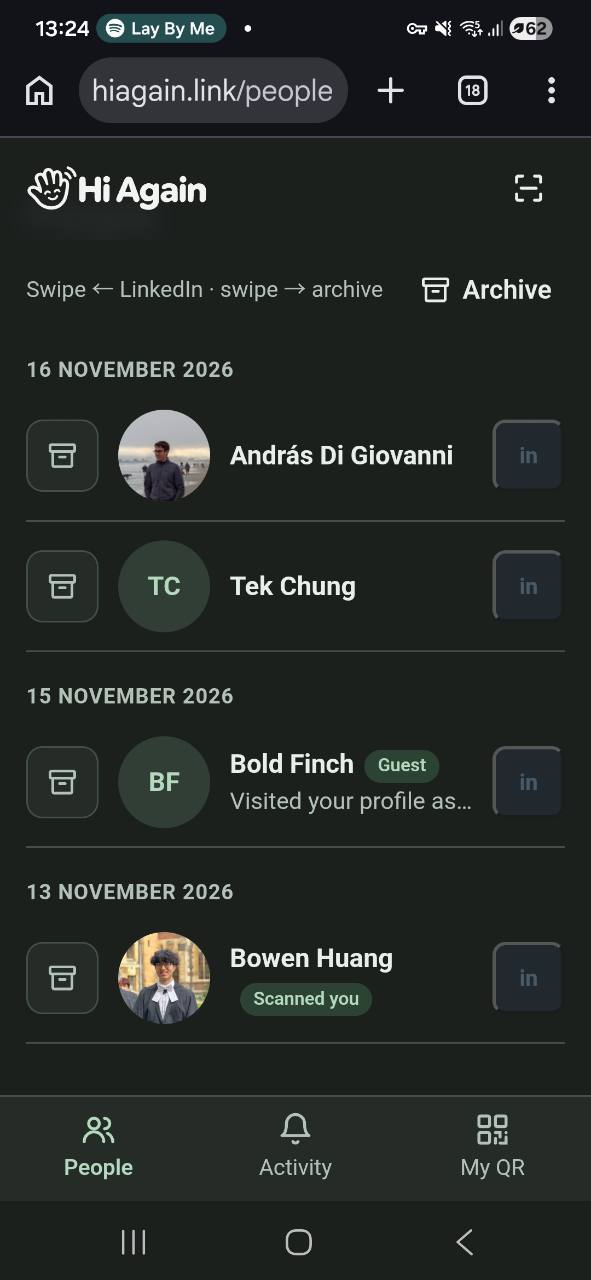 13:24 Lay By Me 62
hiagain.link/people 18
Hi Again
Swipe ← LinkedIn · swipe → archive Archive
16 NOVEMBER 2026
András Di Giovanni in
TC Tek Chung in
15 NOVEMBER 2026
BF Bold Finch Guest in
Visited your profile as...
13 NOVEMBER 2026
Bowen Huang in
Scanned you
People Activity My QR